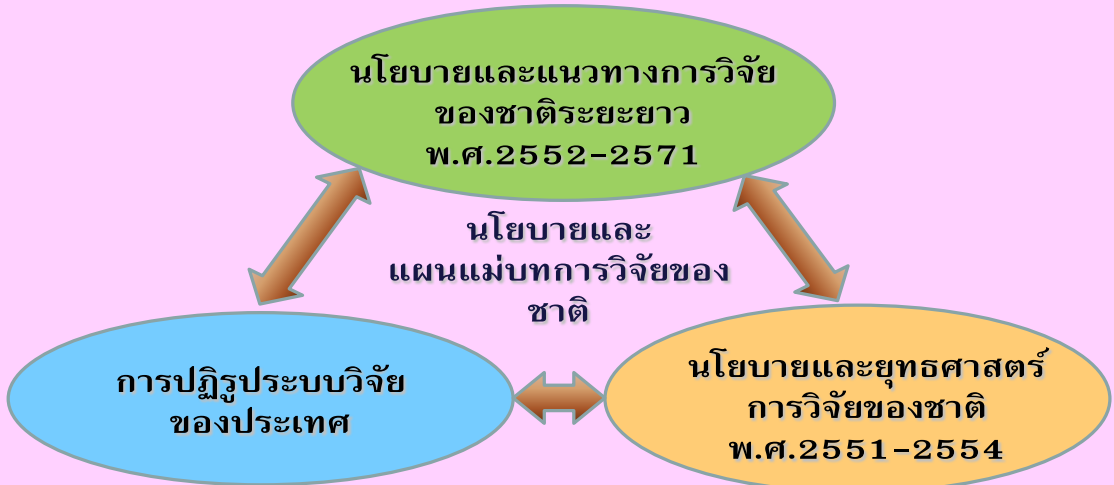 นโยบายและแนวทางการวิจัย
ของชาติระยะยาว
พ.ศ.2552-2571
นโยบายและ
แผนแม่บทการวิจัยของ
ชาติ
การปฏิรูประบบวิจัย
ของประเทศ
นโยบายและยุทธศาสตร์
การวิจัยของชาติ
พ.ศ.2551-2554